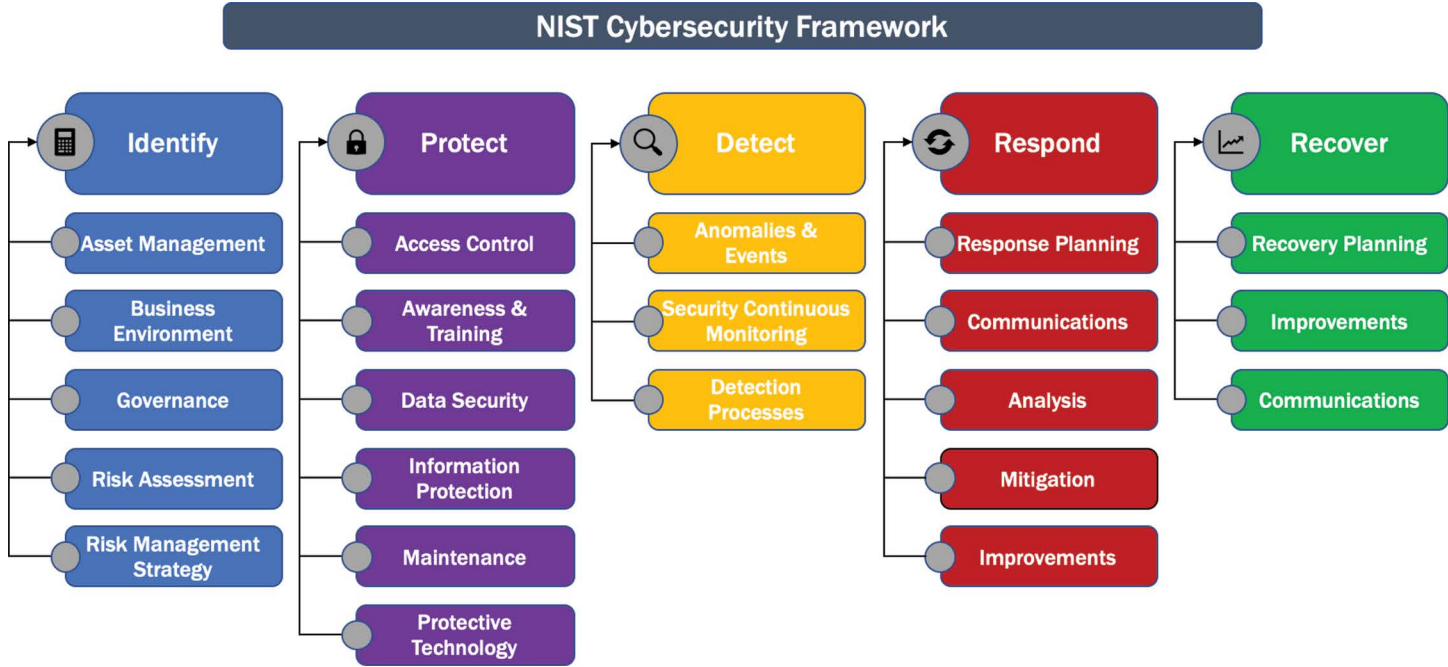 NIST Cybersecurity Framework
Identify
Asset Management
Business
Environment
Governance
Risk Assessment
Risk Management
Strategy
Protect
Access Control
Awareness &
Training
Data Security
Information
Protection
Maintenance
Protective
Technology
Detect
Anomalies &
Events
Security Continuous
Monitoring
Detection
Processes
Respond
Response Planning
Communications
Analysis
Mitigation
Improvements
Recover
Recovery Planning
Improvements
Communications